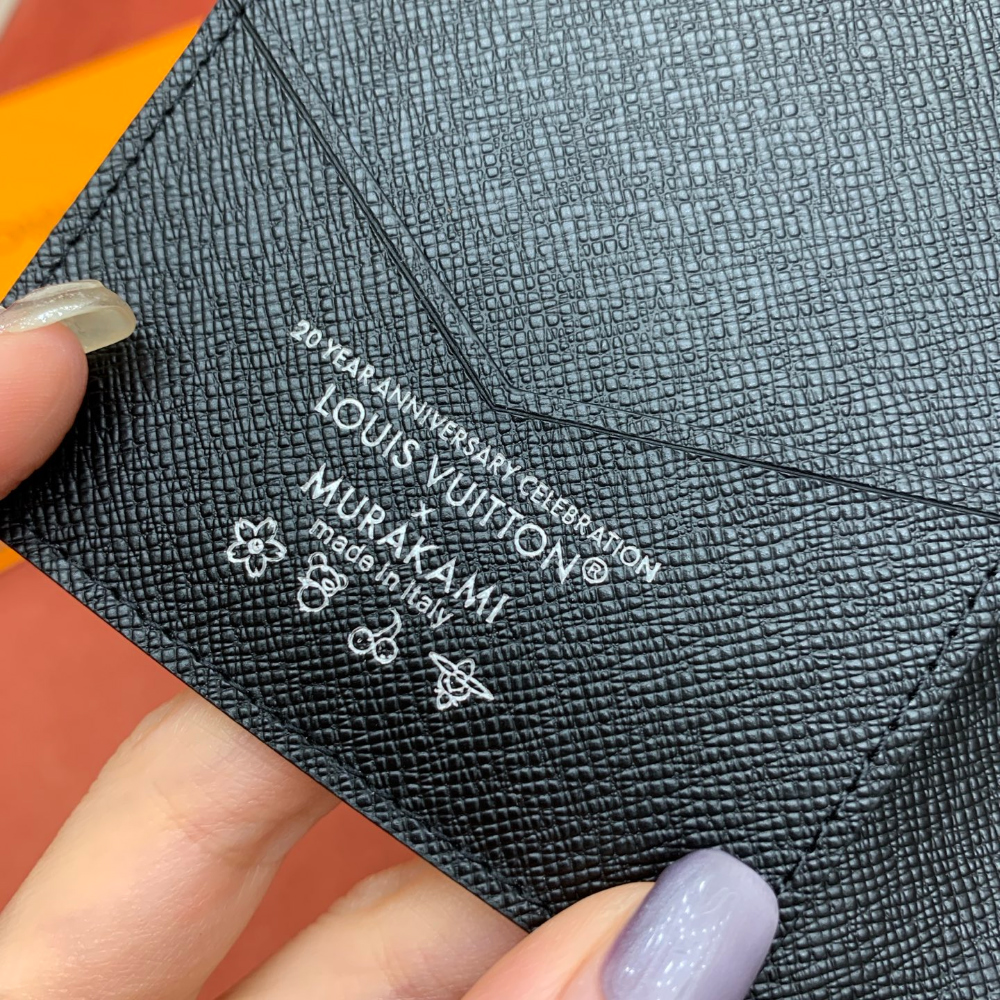 20 YEAR ANNIVERSARY CELEBRATION
LOUIS VUITTON®
x
MURAKAMI
made in Italy